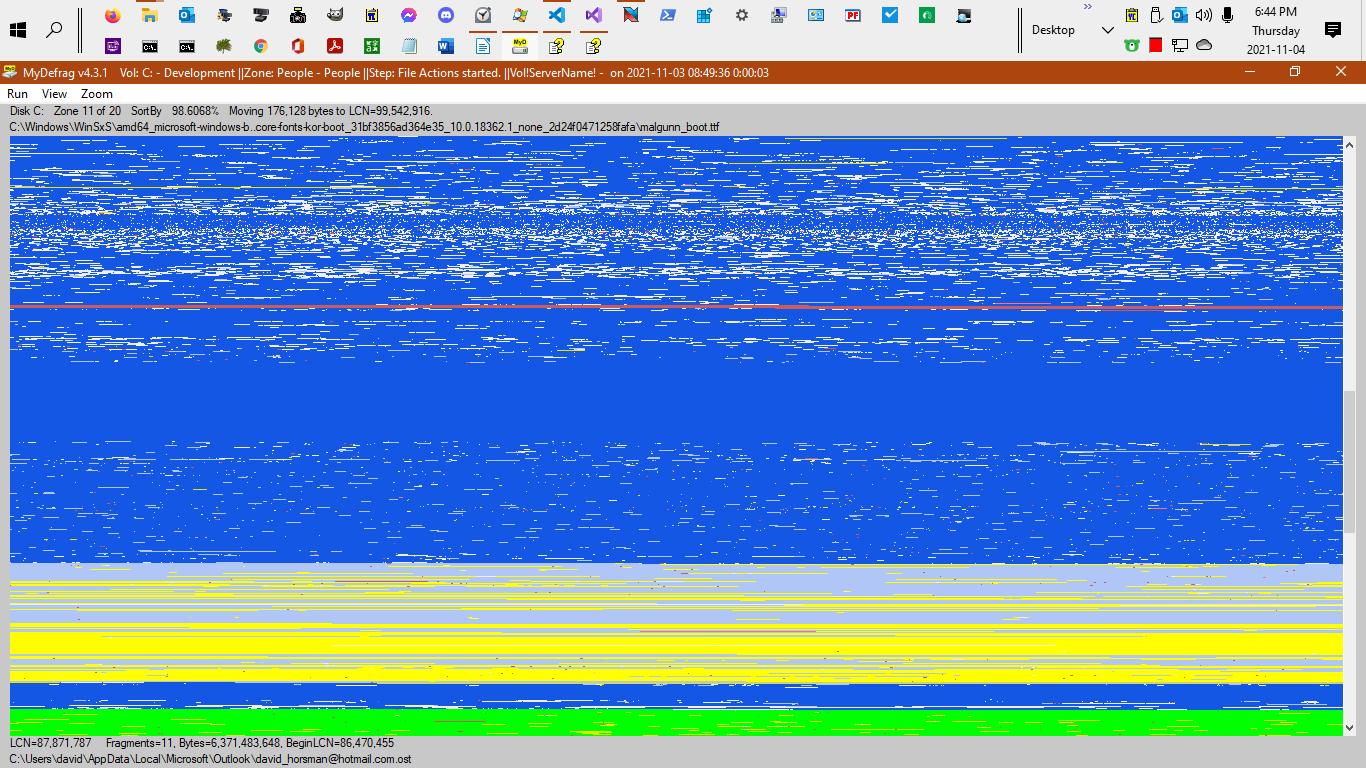 6:44 PM
Desktop
Thursday
2021-11-04
MyDefrag v4.3.1 Vol: C: - Development ||Zone: People - People ||Step: File Actions started. ||Vol!ServerName! - on 2021-11-03 08:49:36 0:00:03
Run View Zoom
Disk C: Zone 11 of 20 SortBy 98.6068% Moving 176,128 bytes to LCN=99,542,916.
C:\Windows\WinSxS\amd64_microsoft-windows-b..core-fonts-kor-boot_31bf3856ad364e35_10.0.18362.1_none_2d24f0471258fafa\malgunn_boot.ttf
LCN=87,871,787 Fragments=11, Bytes=6,371,483,648, BeginLCN=86,470,455
C:\Users\david\AppData\Local\Microsoft\Outlook\david_horsman@hotmail.com.ost